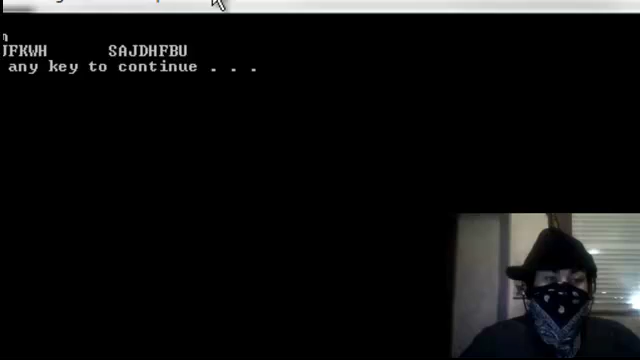 JFKWH SAJDHFBU
any key to continue . . .